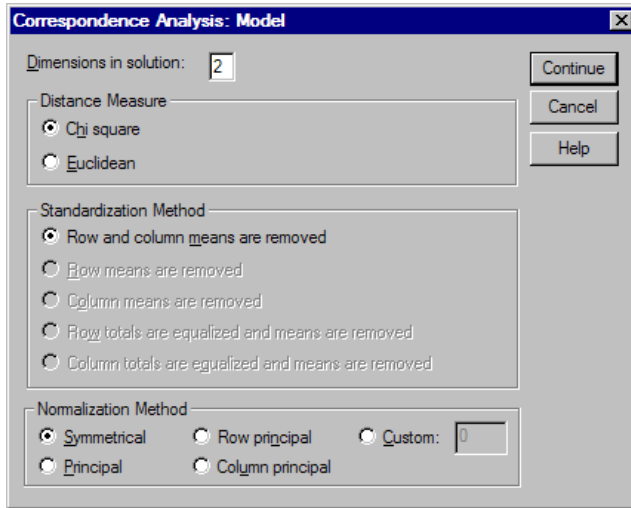 Correspondence Analysis: Model
Dimensions in solution: 2
Continue
Distance Measure
Cancel
Chi square
Help
Euclidean
Standardization Method
Row and column means are removed
Row means are removed
Column means are removed
Row totals are equalized and means are removed
Column totals are equalized and means are removed
Normalization Method
Symmetrical Row principal Custom: 0
Principal Column principal